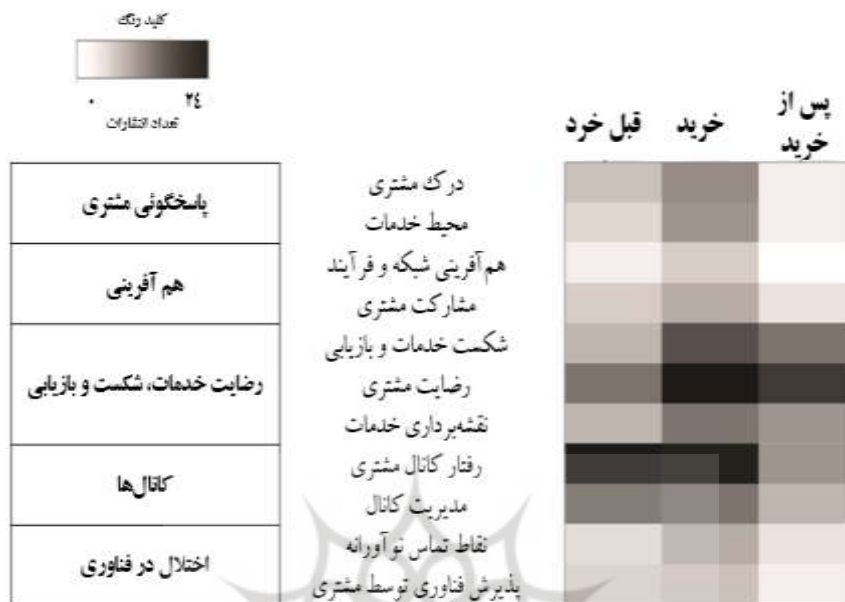 کلید رنگ
۰ ۲٤
تعداد انتشارات
قبل خرد خرید پس از خرید
پاسخگوئی مشتری
درک مشتری
محیط خدمات
هم آفرینی
هم‌آفرینی شبکه و فرآیند
مشارکت مشتری
رضایت خدمات، شکست و بازیابی
شکست خدمات و بازیابی
رضایت مشتری
نقشه‌برداری خدمات
کانال‌ها
رفتار کانال مشتری
مدیریت کانال
اختلال در فناوری
نقاط تماس نوآورانه
پذیرش فناوری توسط مشتری